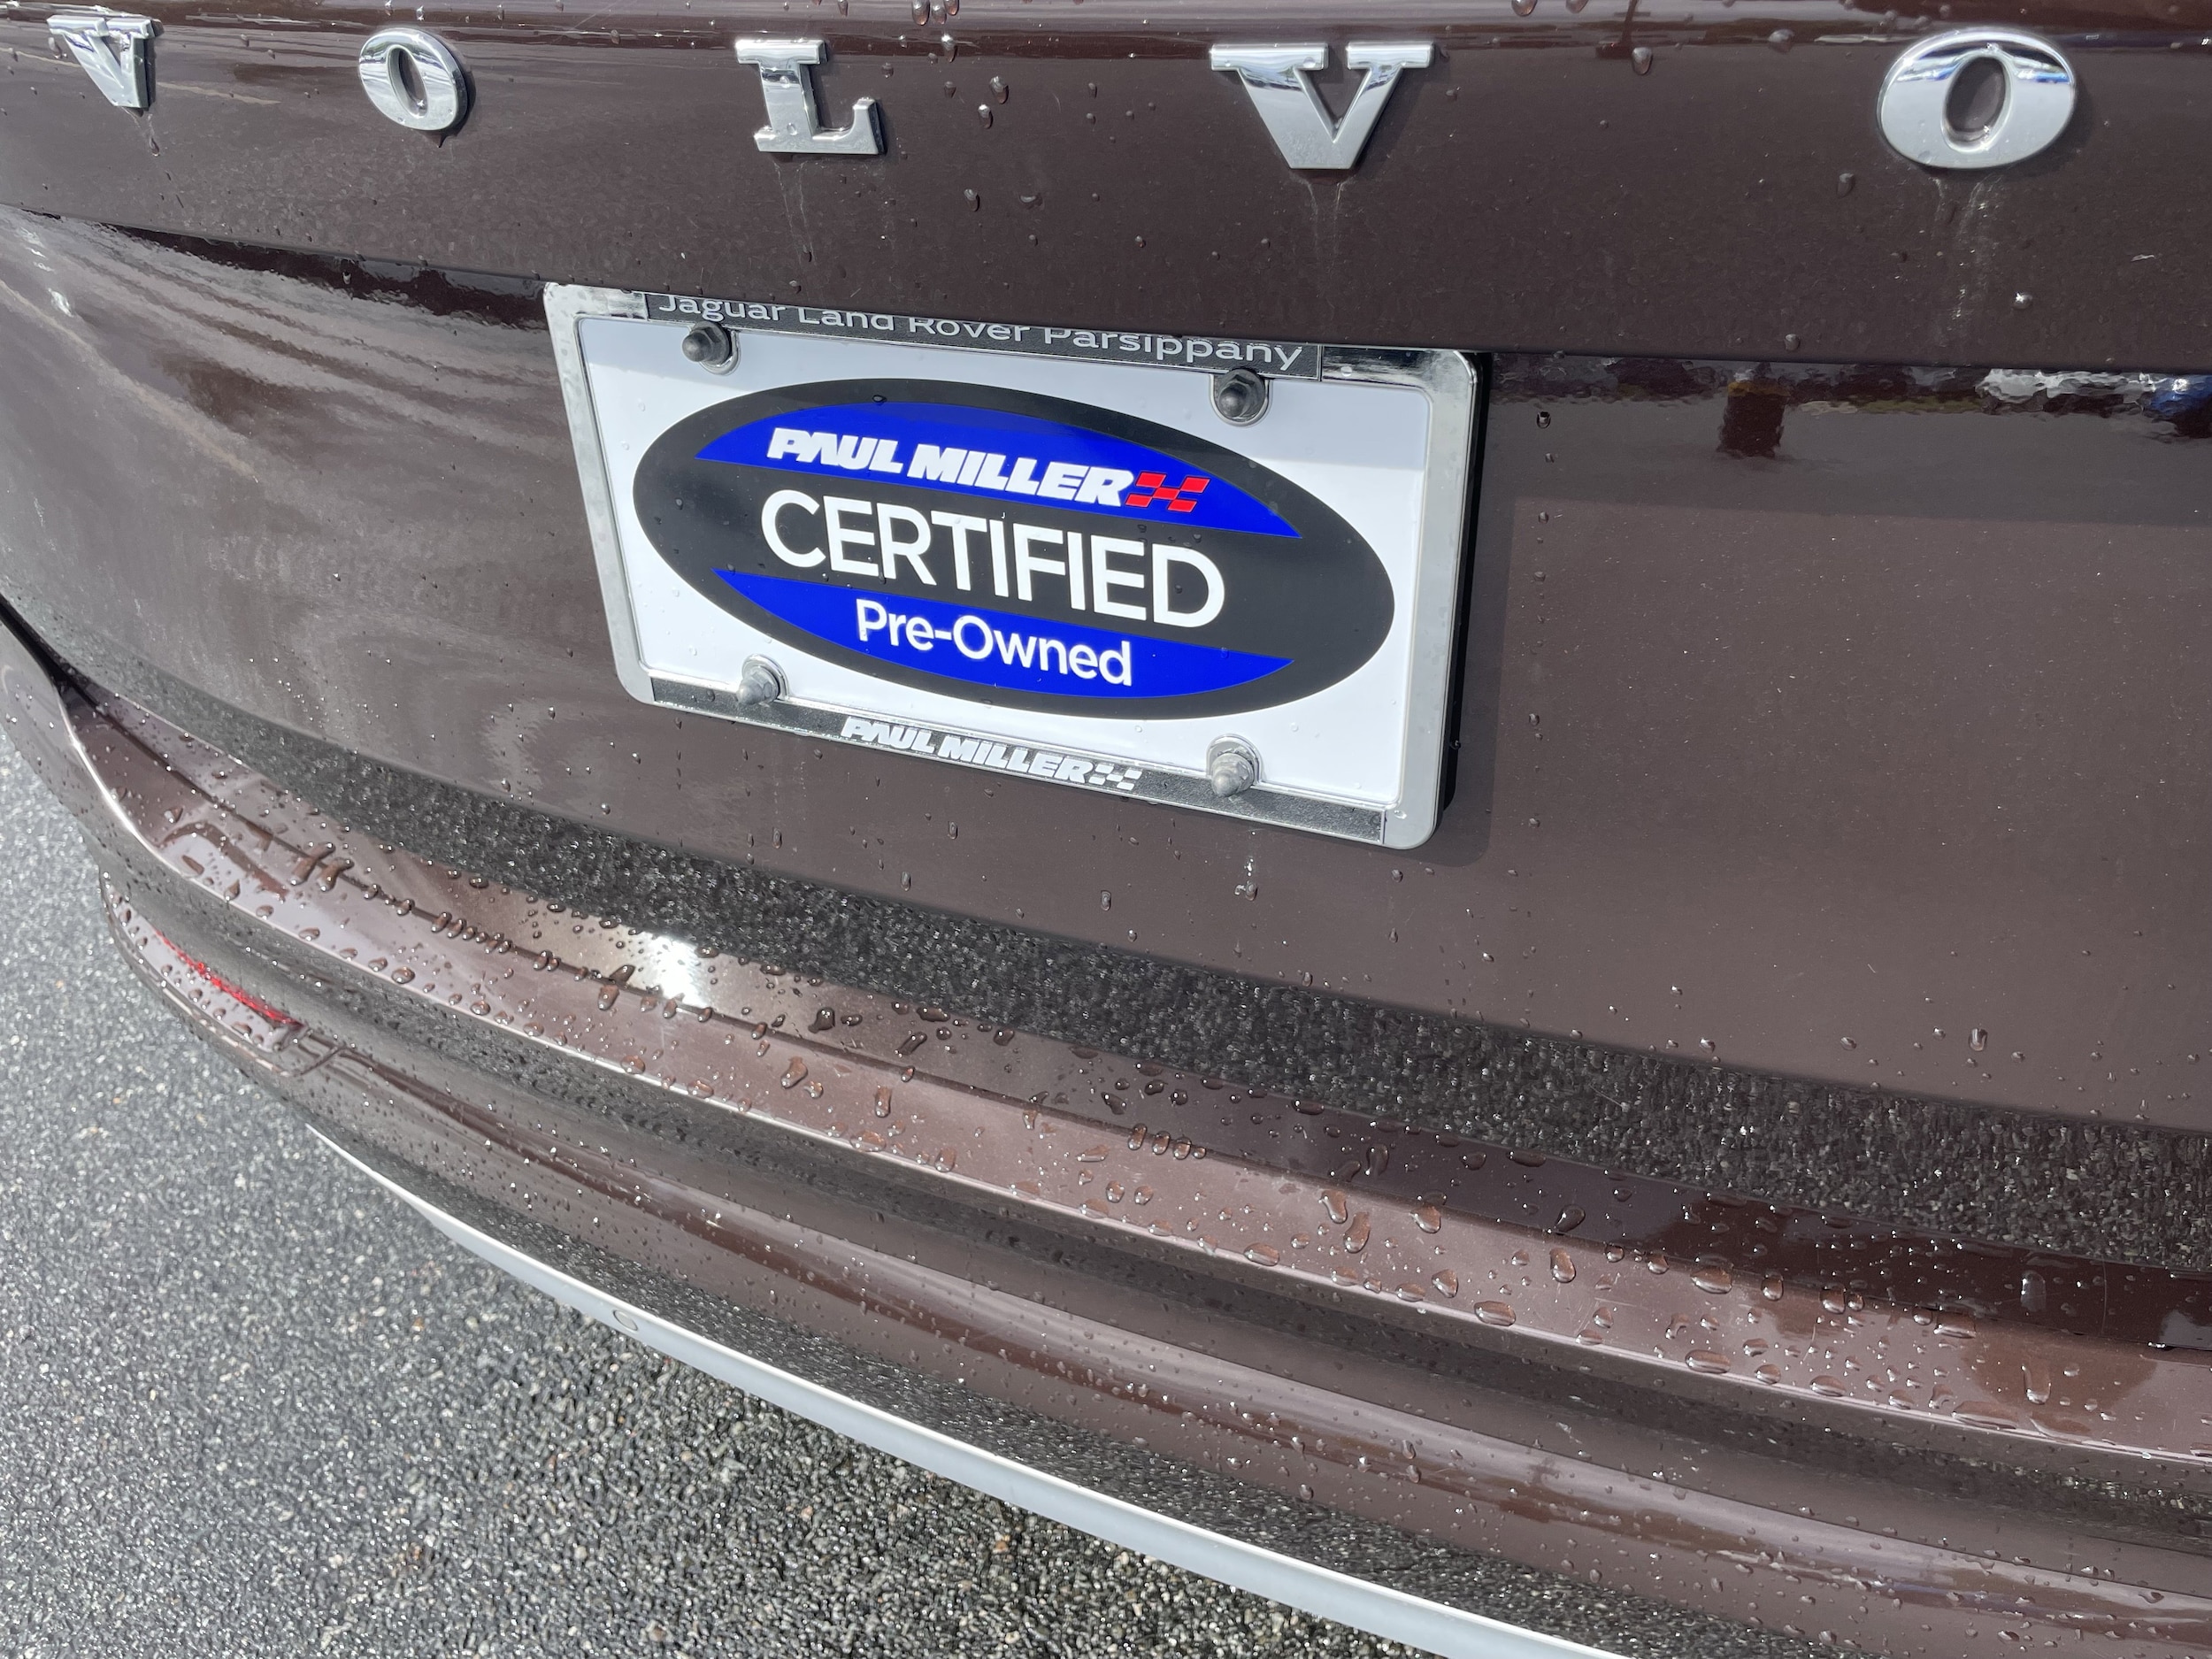 VOLVO
Jaguar Land Rover Parsippany
PAUL MILLER
CERTIFIED
Pre-Owned
PAUL MILLER